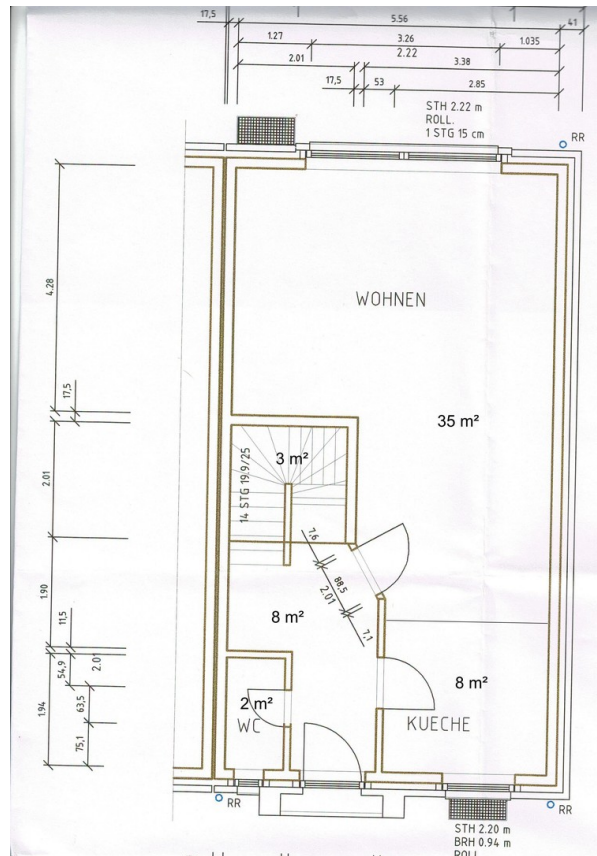 17,5
5.56
41
1.27
3.26
1.035
2.22
2.01
3.38
17,5
53
2.85
STH 2.22 m
ROLL.
1 STG 15 cm
RR
4.28
WOHNEN
17,5
35 m²
3 m²
14 STG 19.9/25
2.01
7,6
88,5
2.01
7,1
1.90
8 m²
11,5
54,9
2.01
8 m²
2 m²
WC
KUECHE
1.94
63,5
75,1
RR
RR
STH 2.20 m
BRH 0.94 m
ROLL